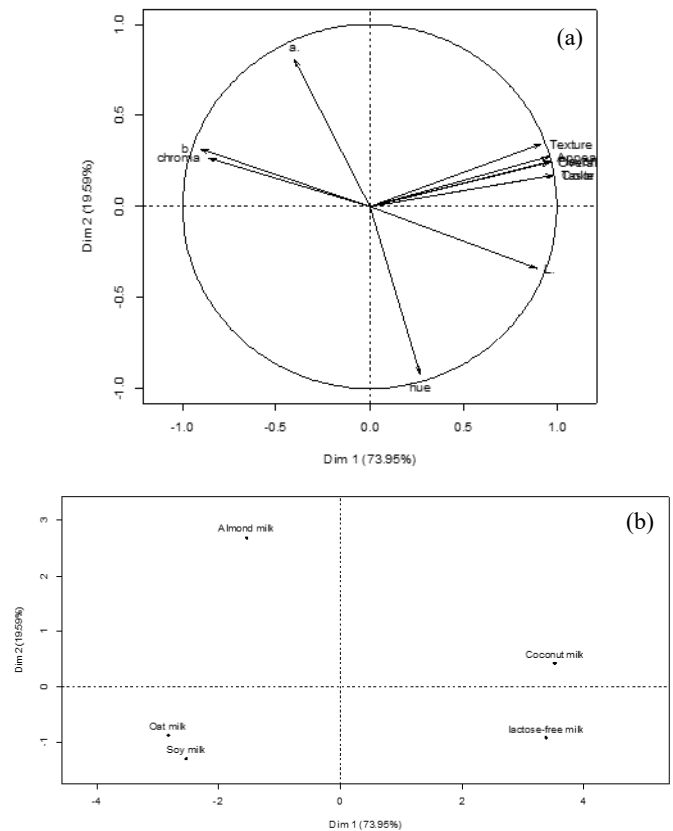 (a)
1.0
0.5
0.0
-0.5
-1.0
Dim 2 (19.59%)
a.
b.
chroma
Texture
L.
hue
-1.0 -0.5 0.0 0.5 1.0
Dim 1 (73.95%)
(b)
3
2
1
0
-1
Dim 2 (19.59%)
Almond milk
Coconut milk
Oat milk
lactose-free milk
Soy milk
-4 -2 0 2 4
Dim 1 (73.95%)